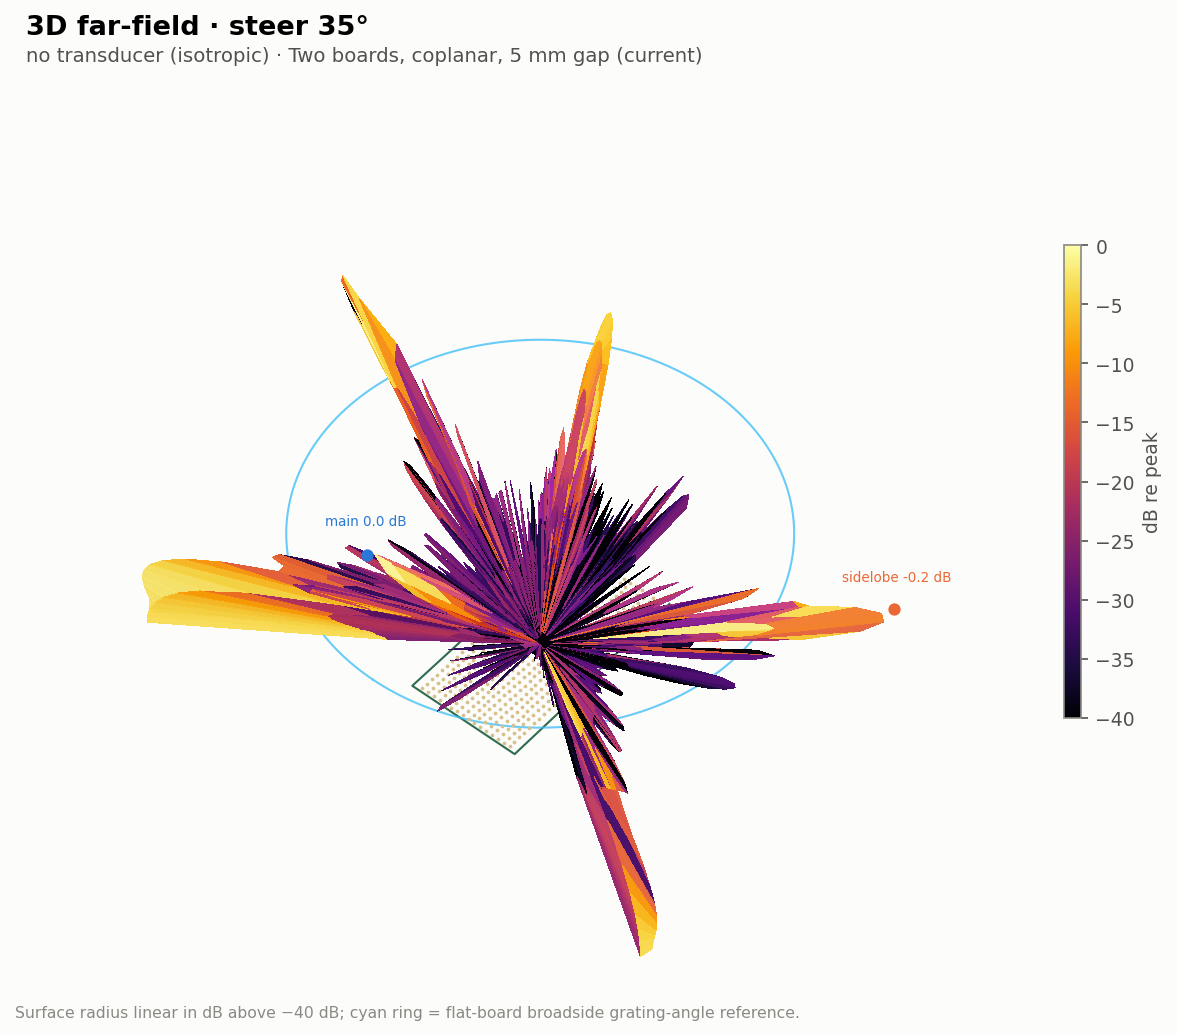 3D far-field · steer 35°
no transducer (isotropic) · Two boards, coplanar, 5 mm gap (current)
main 0.0 dB
sidelobe -0.2 dB
0
−5
−10
−15
−20
−25
−30
−35
−40
dB re peak
Surface radius linear in dB above −40 dB; cyan ring = flat-board broadside grating-angle reference.